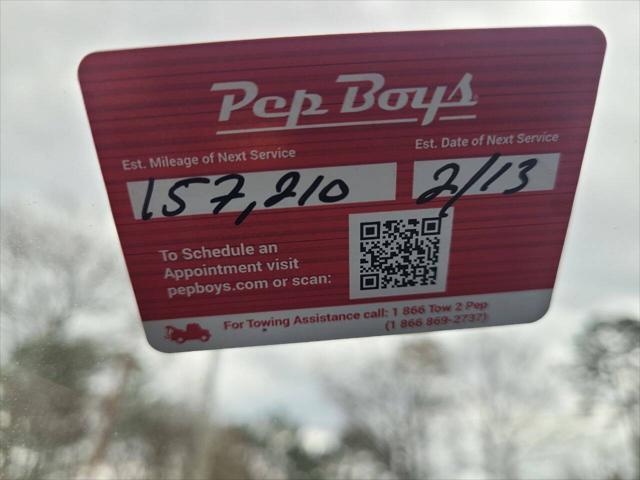 Pep Boys
Est. Mileage of Next Service
157,210
Est. Date of Next Service
2/13
To Schedule an
Appointment visit
pepboys.com or scan:
For Towing Assistance call: 1 866 Tow 2 Pep
(1 866 869-2737)